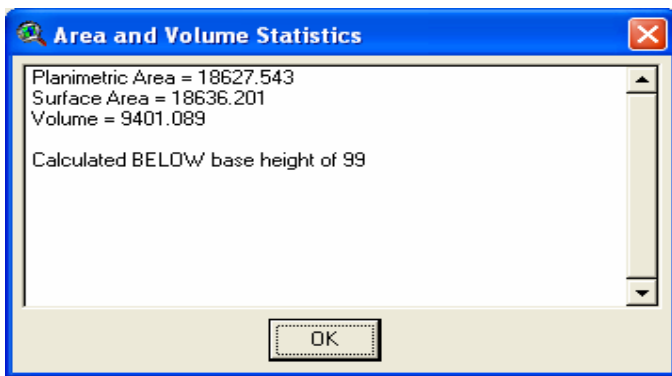 Area and Volume Statistics
Planimetric Area = 18627.543
Surface Area = 18636.201
Volume = 9401.089
Calculated BELOW base height of 99
OK